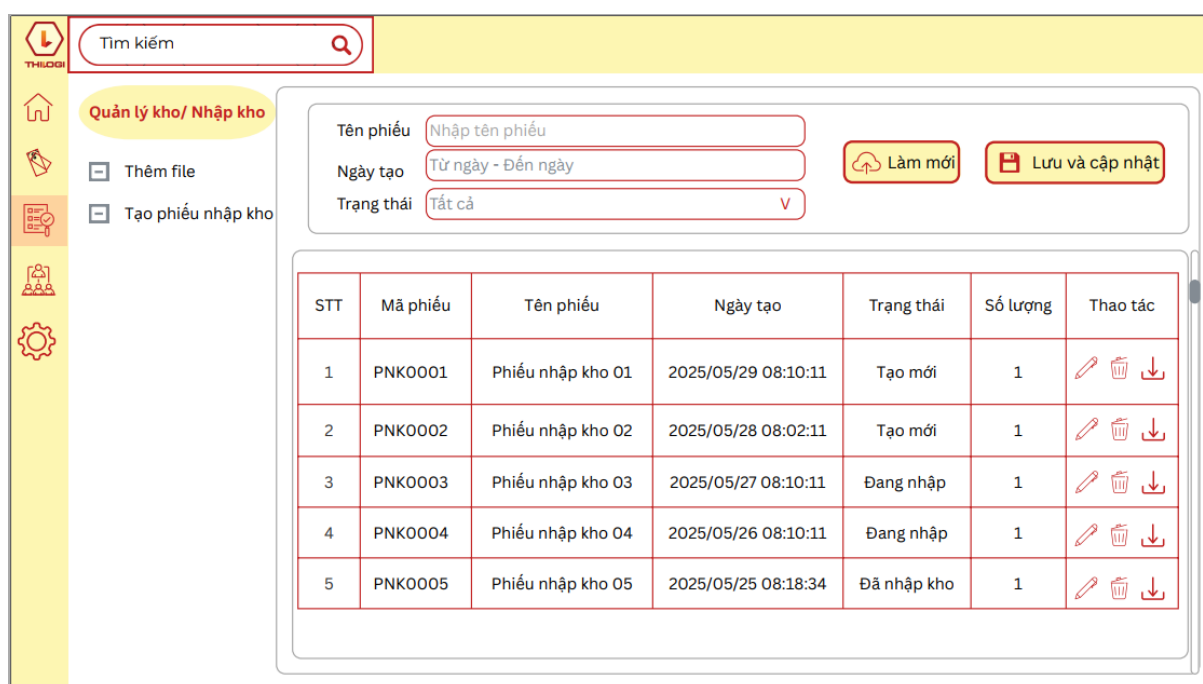 THILOGI
Tìm kiếm
Quản lý kho/ Nhập kho
Thêm file
Tạo phiếu nhập kho
Tên phiếu Nhập tên phiếu
Ngày tạo Từ ngày - Đến ngày
Trạng thái Tất cả V
Làm mới
Lưu và cập nhật
STT Mã phiếu Tên phiếu Ngày tạo Trạng thái Số lượng Thao tác
1 PNK0001 Phiếu nhập kho 01 2025/05/29 08:10:11 Tạo mới 1
2 PNK0002 Phiếu nhập kho 02 2025/05/28 08:02:11 Tạo mới 1
3 PNK0003 Phiếu nhập kho 03 2025/05/27 08:10:11 Đang nhập 1
4 PNK0004 Phiếu nhập kho 04 2025/05/26 08:10:11 Đang nhập 1
5 PNK0005 Phiếu nhập kho 05 2025/05/25 08:18:34 Đã nhập kho 1